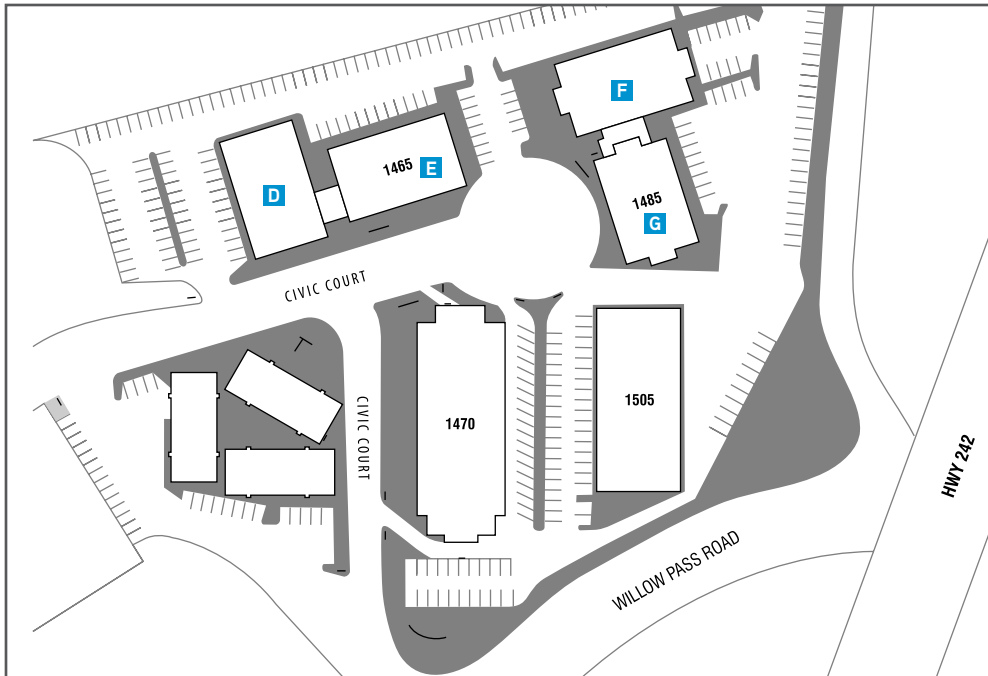 F
1465
E
D
1485
G
CIVIC COURT
CIVIC COURT
1470
1505
HWY 242
WILLOW PASS ROAD